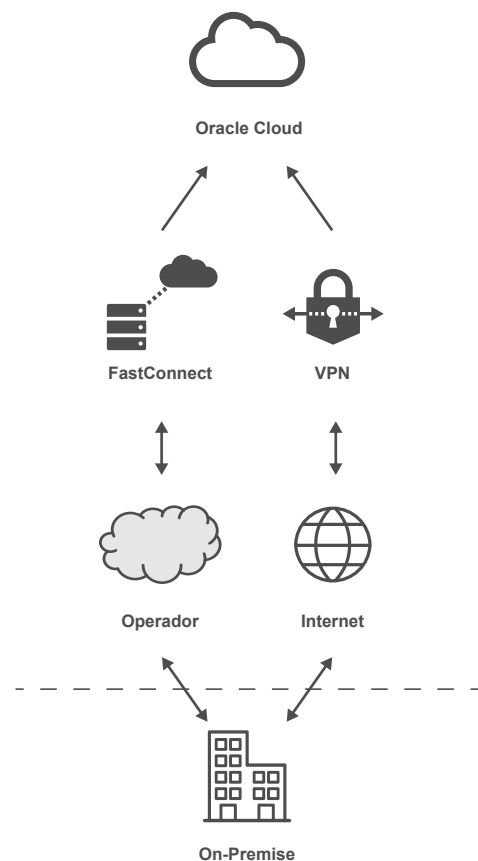 Oracle Cloud
FastConnect
VPN
Operador
Internet
On-Premise